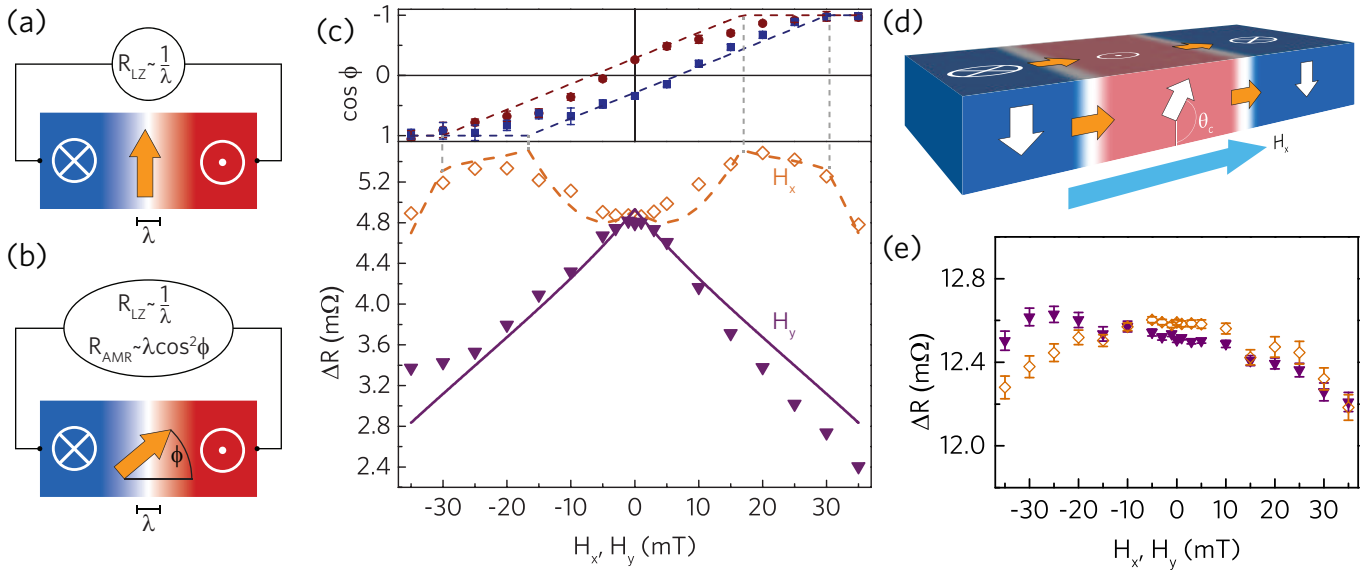 (a)
R_LZ ~ 1/λ
λ
(b)
R_LZ ~ 1/λ
R_AMR ~ λcos²ϕ
ϕ
λ
(c)
cos ϕ
-1
0
1
ΔR (mΩ)
5.2
4.8
4.4
4.0
3.6
3.2
2.8
2.4
H_x
H_y
-30 -20 -10 0 10 20 30
H_x, H_y (mT)
(d)
θ_c
H_x
(e)
ΔR (mΩ)
12.8
12.4
12.0
-30 -20 -10 0 10 20 30
H_x, H_y (mT)